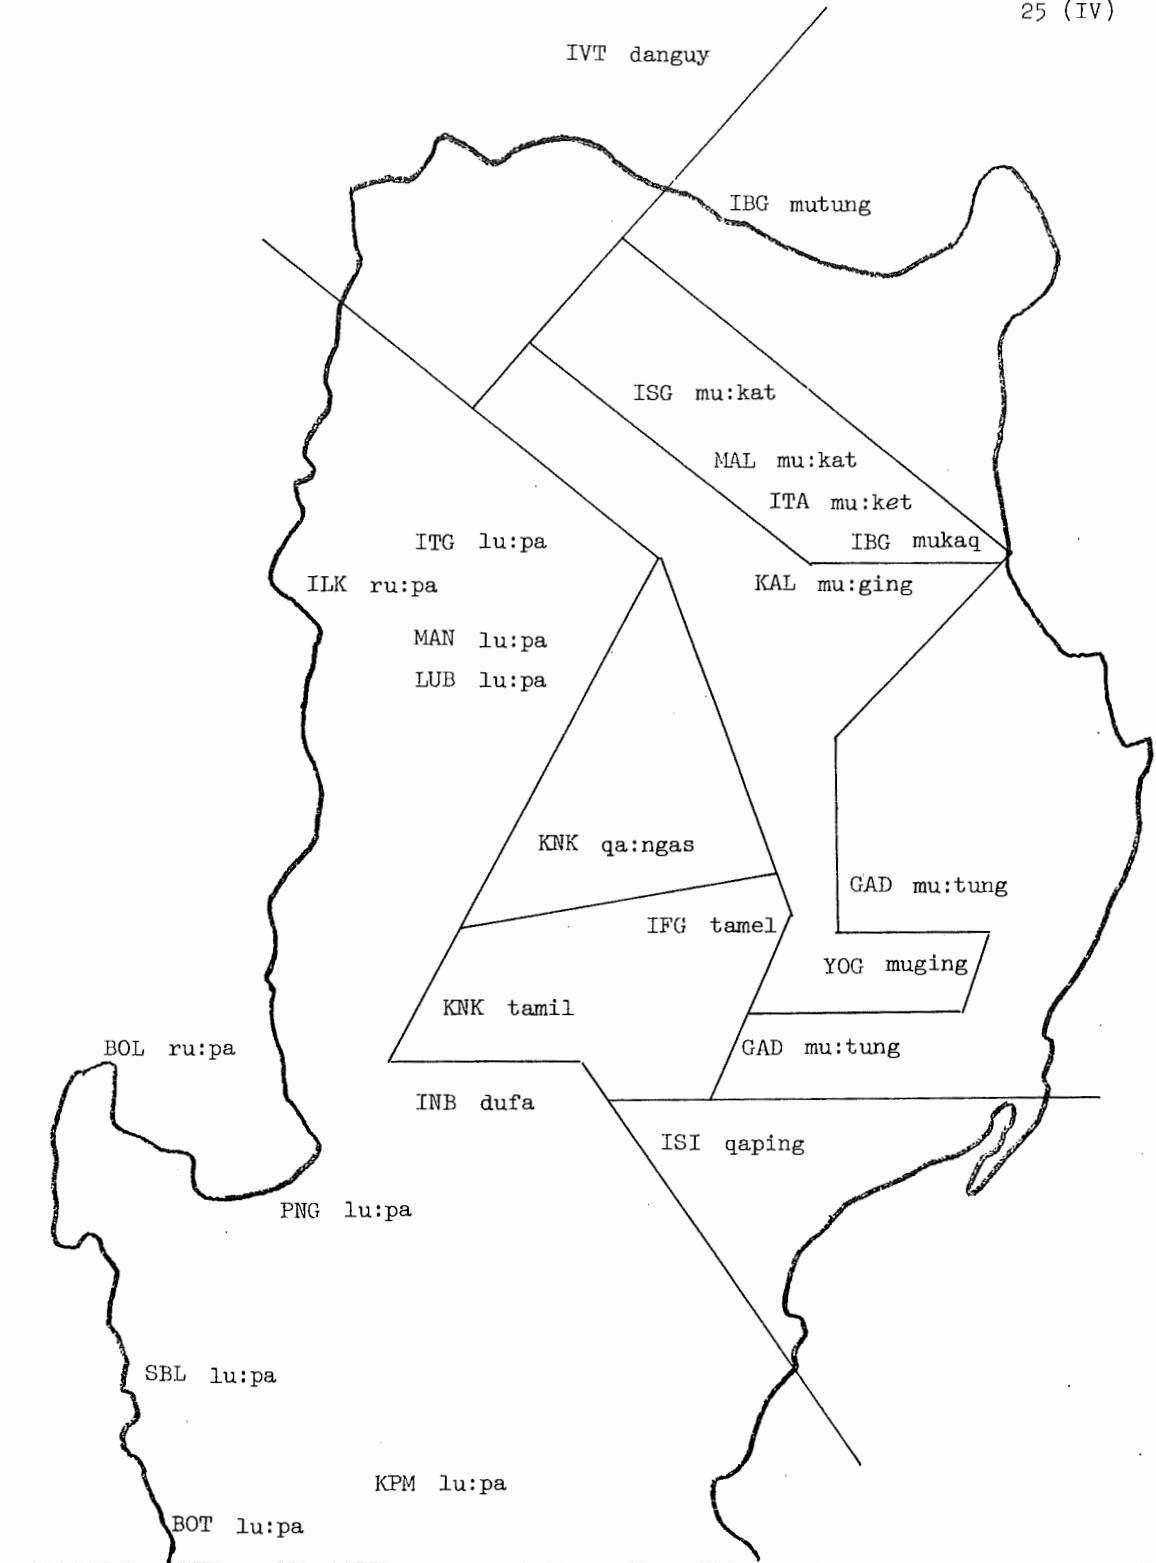 25 (IV)
IVT danguy
IBG mutung
ISG mu:kat
MAL mu:kat
ITA mu:ket
IBG mukaq
ITG lu:pa
ILK ru:pa
KAL mu:ging
MAN lu:pa
LUB lu:pa
KNK qa:ngas
GAD mu:tung
IFG tamel
YOG muging
KNK tamil
BOL ru:pa
GAD mu:tung
INB dufa
ISI qaping
PNG lu:pa
SBL lu:pa
KPM lu:pa
BOT lu:pa